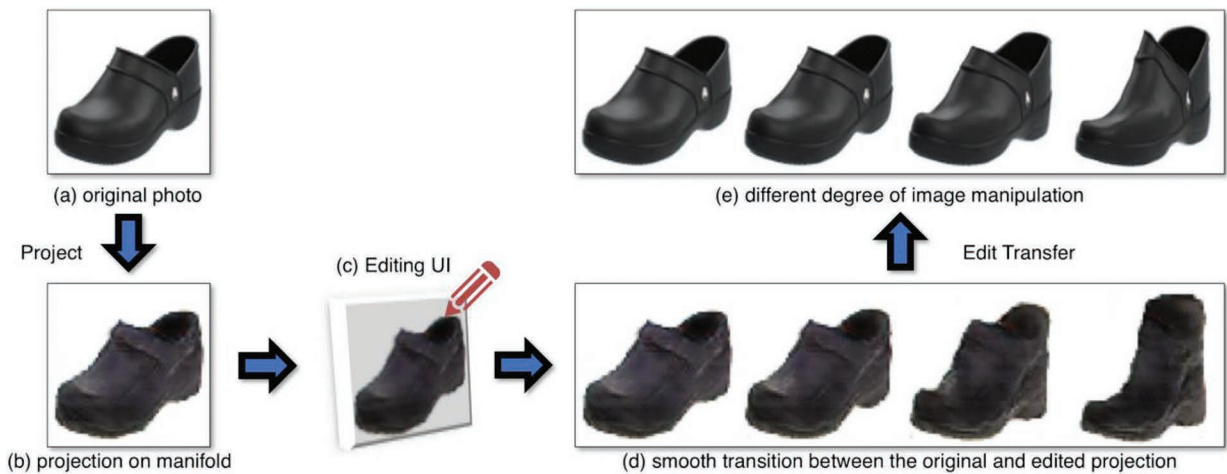 (a) original photo
(e) different degree of image manipulation
Project
(c) Editing UI
Edit Transfer
(b) projection on manifold
(d) smooth transition between the original and edited projection